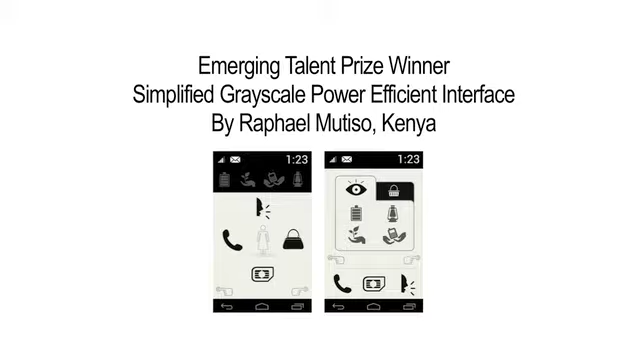 Emerging Talent Prize Winner
Simplified Grayscale Power Efficient Interface
By Raphael Mutiso, Kenya
1:23
1:23